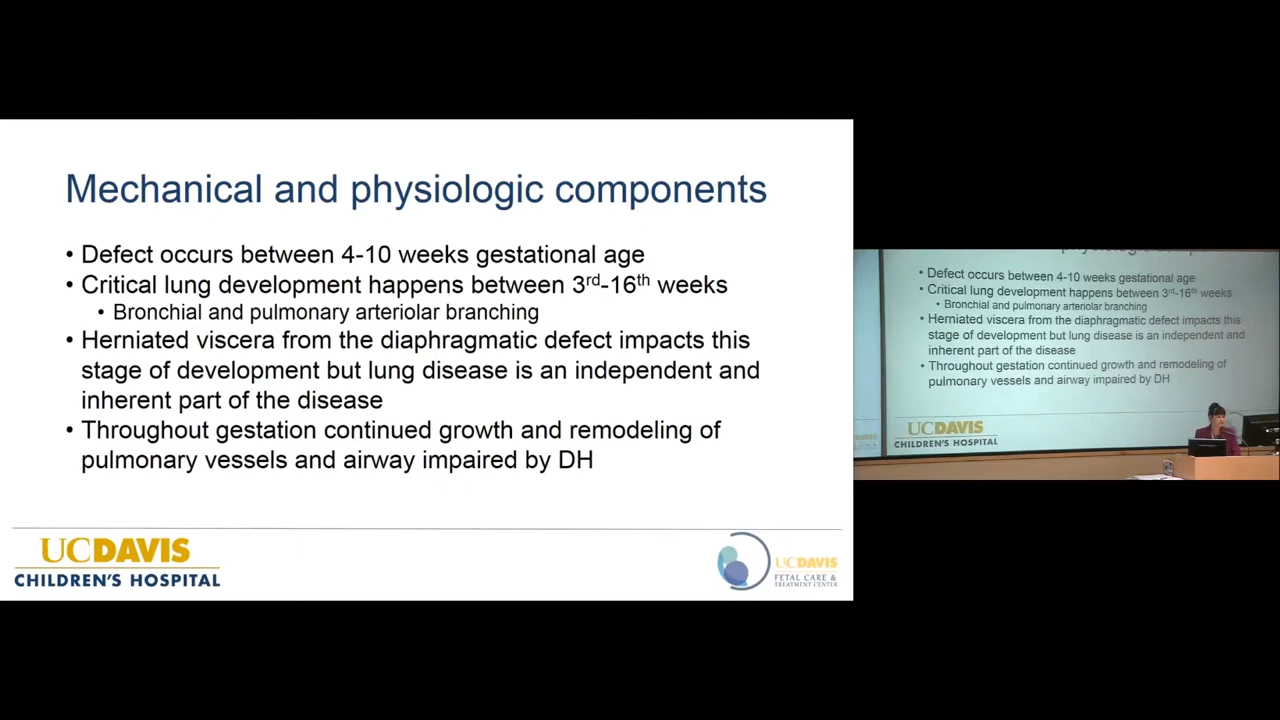 Mechanical and physiologic components
• Defect occurs between 4-10 weeks gestational age
• Critical lung development happens between 3rd-16th weeks
• Bronchial and pulmonary arteriolar branching
• Herniated viscera from the diaphragmatic defect impacts this
stage of development but lung disease is an independent and
inherent part of the disease
• Throughout gestation continued growth and remodeling of
pulmonary vessels and airway impaired by DH
UCDAVIS
CHILDREN'S HOSPITAL
UCDAVIS
FETAL CARE &
TREATMENT CENTER
• Defect occurs between 4-10 weeks gestational age
• Critical lung development happens between 3rd-16th weeks
• Bronchial and pulmonary arteriolar branching
• Herniated viscera from the diaphragmatic defect impacts this
stage of development but lung disease is an independent and
inherent part of the disease
• Throughout gestation continued growth and remodeling of
pulmonary vessels and airway impaired by DH
UCDAVIS
CHILDREN'S HOSPITAL